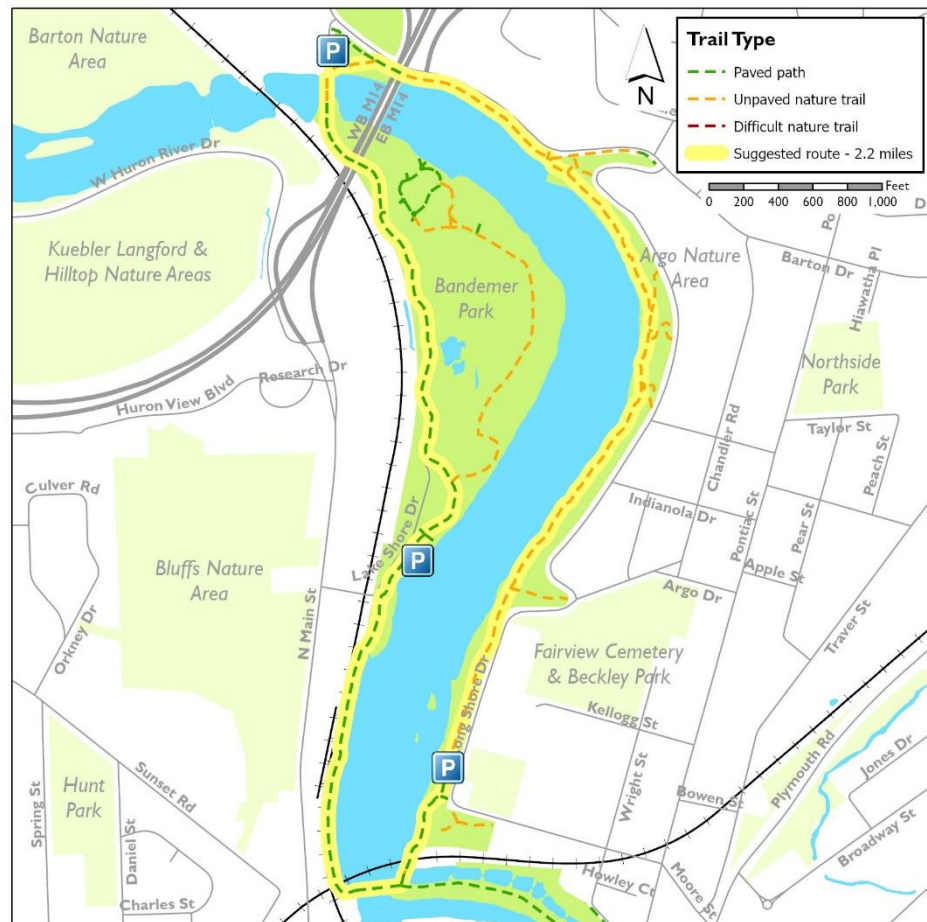 Barton Nature
Area
P
WB M14
EB M14
N
Trail Type
Paved path
Unpaved nature trail
Difficult nature trail
Suggested route - 2.2 miles
Feet
0 200 400 600 800 1,000
W Huron River Dr
Kuebler Langford &
Hilltop Nature Areas
Bandemer
Park
Argo Nature
Area
Barton Dr
Hiawatha Pl
Northside
Park
Research Dr
Huron View Blvd
Taylor St
Chandler Rd
Peach St
Culver Rd
Indianola Dr
Pontiac St
Pear St
Lake Shore Dr
P
Bluffs Nature
Area
Apple St
Argo Dr
Traver St
Orkney Dr
N Main St
Fairview Cemetery
& Beckley Park
ong Shore Dr
Kellogg St
P
Plymouth Rd
Jones Dr
Hunt
Park
Sunset Rd
Spring St
Daniel St
Wright St
Bowen St
Broadway St
Howley Ct
Moore St
Charles St